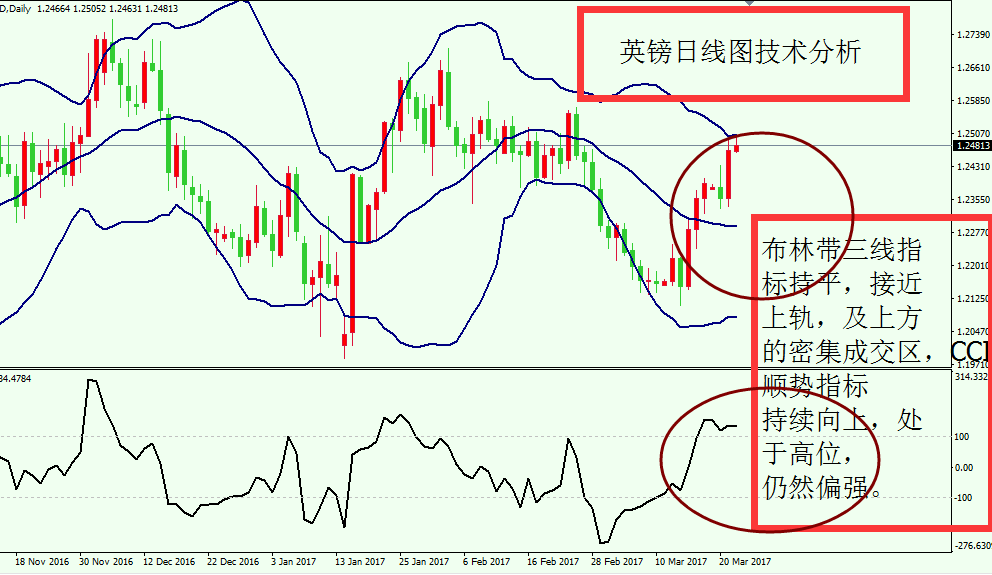 D,Daily 1.24664 1.25052 1.24631 1.24813
英镑日线图技术分析
1.27390
1.26610
1.25850
1.25070
1.24813
1.24310
1.23550
1.22770
1.22010
1.21250
1.20470
1.19710
布林带三线指
标持平，接近
上轨，及上方
的密集成交区，CCI
顺势指标
持续向上，处
于高位，
仍然偏强。
34.4784
314.332
100
0.00
-100
-276.630
18 Nov 2016 30 Nov 2016 12 Dec 2016 22 Dec 2016 3 Jan 2017 13 Jan 2017 25 Jan 2017 6 Feb 2017 16 Feb 2017 28 Feb 2017 10 Mar 2017 20 Mar 2017